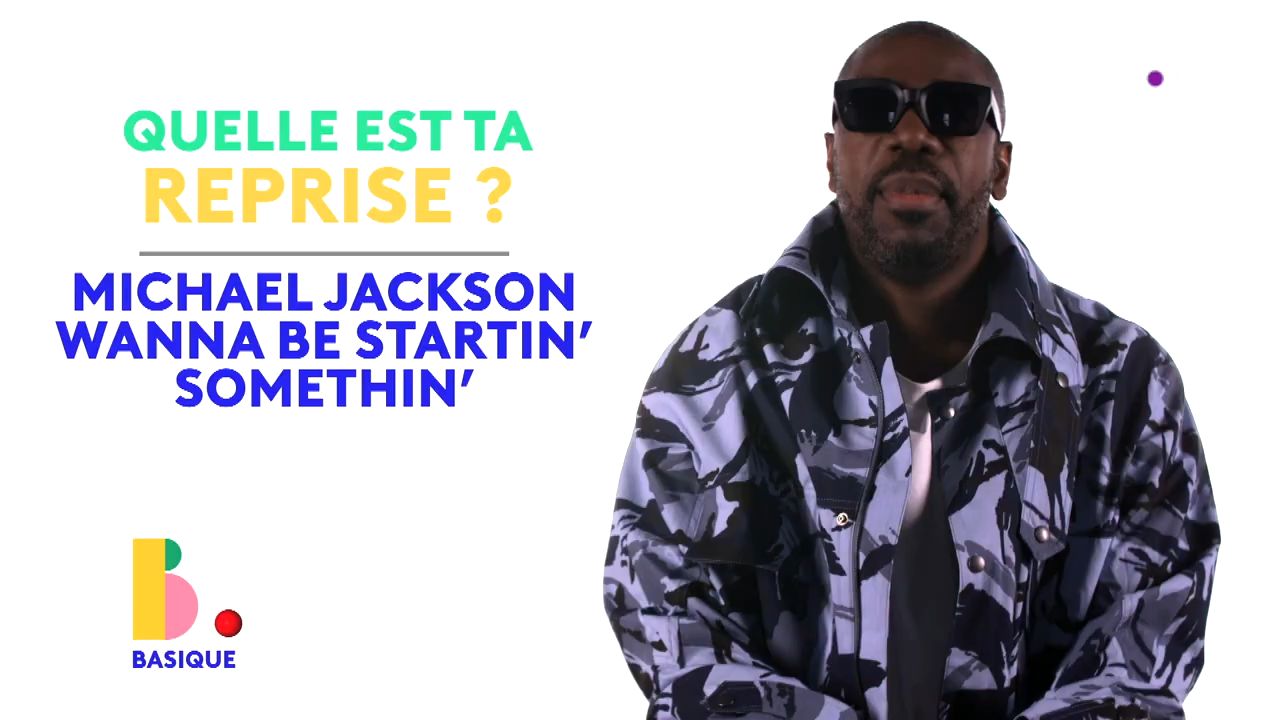 QUELLE EST TA
REPRISE ?
MICHAEL JACKSON
WANNA BE STARTIN'
SOMETHIN'
B.
BASIQUE